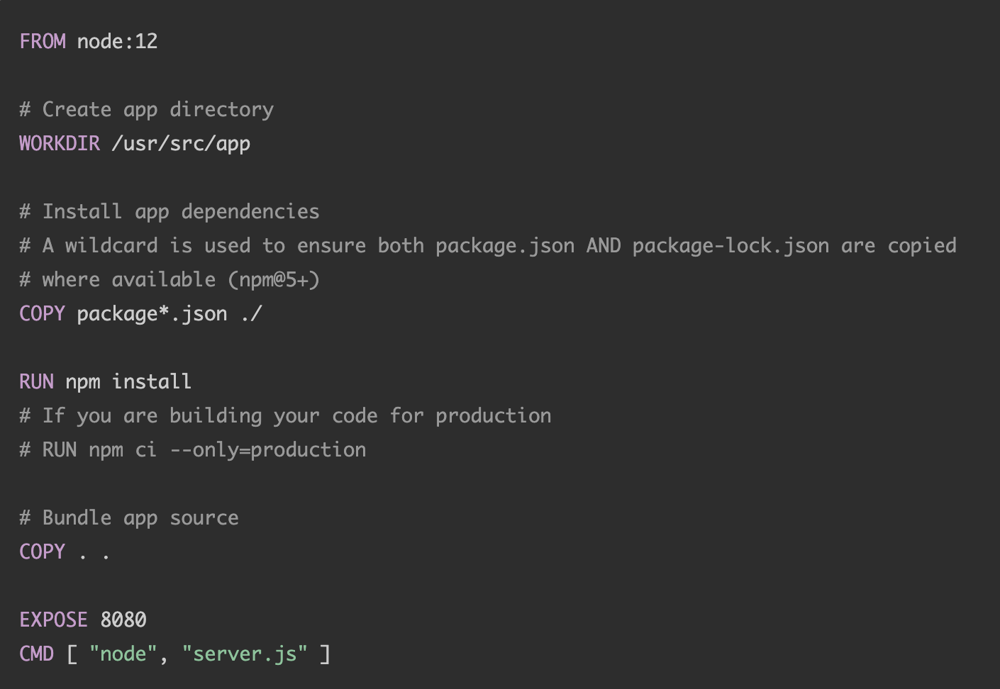 FROM node:12
# Create app directory
WORKDIR /usr/src/app
# Install app dependencies
# A wildcard is used to ensure both package.json AND package-lock.json are copied
# where available (npm@5+)
COPY package*.json ./
RUN npm install
# If you are building your code for production
# RUN npm ci --only=production
# Bundle app source
COPY . .
EXPOSE 8080
CMD [ "node", "server.js" ]